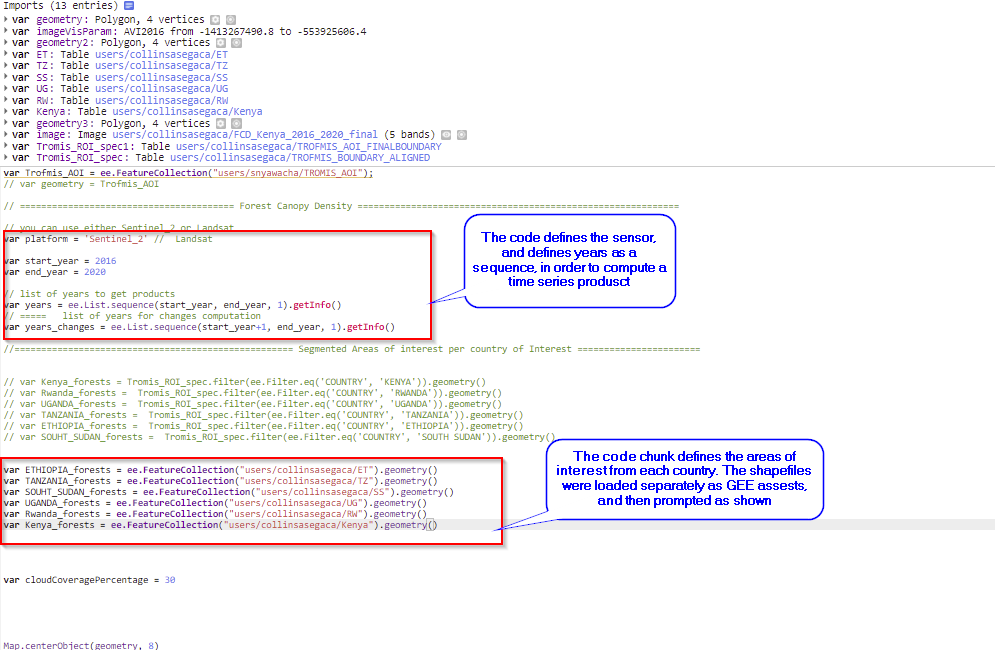 Imports (13 entries)
var geometry: Polygon, 4 vertices
var imageVisParam: AVI2016 from -1413267490.8 to -553925606.4
var geometry2: Polygon, 4 vertices
var ET: Table users/collinsasegaca/ET
var TZ: Table users/collinsasegaca/TZ
var SS: Table users/collinsasegaca/SS
var UG: Table users/collinsasegaca/UG
var RW: Table users/collinsasegaca/RW
var Kenya: Table users/collinsasegaca/Kenya
var geometry3: Polygon, 4 vertices
var image: Image users/collinsasegaca/FCD_Kenya_2016_2020_final (5 bands)
var Tromis_ROI_spec1: Table users/collinsasegaca/TROFMIS_AOI_FINALBOUNDARY
var Tromis_ROI_spec: Table users/collinsasegaca/TROFMIS_BOUNDARY_ALIGNED
var Trofmis_AOI = ee.FeatureCollection("users/snyawacha/TROMIS_AOI");
// var geometry = Trofmis_AOI
// ======================================== Forest Canopy Density ============================================================
// you can use either Sentinel_2 or Landsat
var platform = 'Sentinel_2' //  Landsat
var start_year = 2016
var end_year = 2020
// list of years to get products
var years = ee.List.sequence(start_year, end_year, 1).getInfo()
// =====   list of years for changes computation
var years_changes = ee.List.sequence(start_year+1, end_year, 1).getInfo()
The code defines the sensor,
and defines years as a
sequence, in order to compute a
time series produsct
//==================================================== Segmented Areas of interest per country of Interest =======================
// var Kenya_forests = Tromis_ROI_spec.filter(ee.Filter.eq('COUNTRY', 'KENYA')).geometry()
// var Rwanda_forests =  Tromis_ROI_spec.filter(ee.Filter.eq('COUNTRY', 'RWANDA')).geometry()
// var UGANDA_forests =  Tromis_ROI_spec.filter(ee.Filter.eq('COUNTRY', 'UGANDA')).geometry()
// var TANZANIA_forests =  Tromis_ROI_spec.filter(ee.Filter.eq('COUNTRY', 'TANZANIA')).geometry()
// var ETHIOPIA_forests =  Tromis_ROI_spec.filter(ee.Filter.eq('COUNTRY', 'ETHIOPIA')).geometry()
// var SOUHT_SUDAN_forests =  Tromis_ROI_spec.filter(ee.Filter.eq('COUNTRY', 'SOUTH SUDAN')).geometry()
var ETHIOPIA_forests = ee.FeatureCollection("users/collinsasegaca/ET").geometry()
var TANZANIA_forests = ee.FeatureCollection("users/collinsasegaca/TZ").geometry()
var SOUHT_SUDAN_forests = ee.FeatureCollection("users/collinsasegaca/SS").geometry()
var UGANDA_forests = ee.FeatureCollection("users/collinsasegaca/UG").geometry()
var Rwanda_forests = ee.FeatureCollection("users/collinsasegaca/RW").geometry()
var Kenya_forests = ee.FeatureCollection("users/collinsasegaca/Kenya").geometry()
The code chunk defines the areas of
interest from each country. The shapefiles
were loaded separately as GEE assests,
and then prompted as shown
var cloudCoveragePercentage = 30
Map.centerObject(geometry, 8)